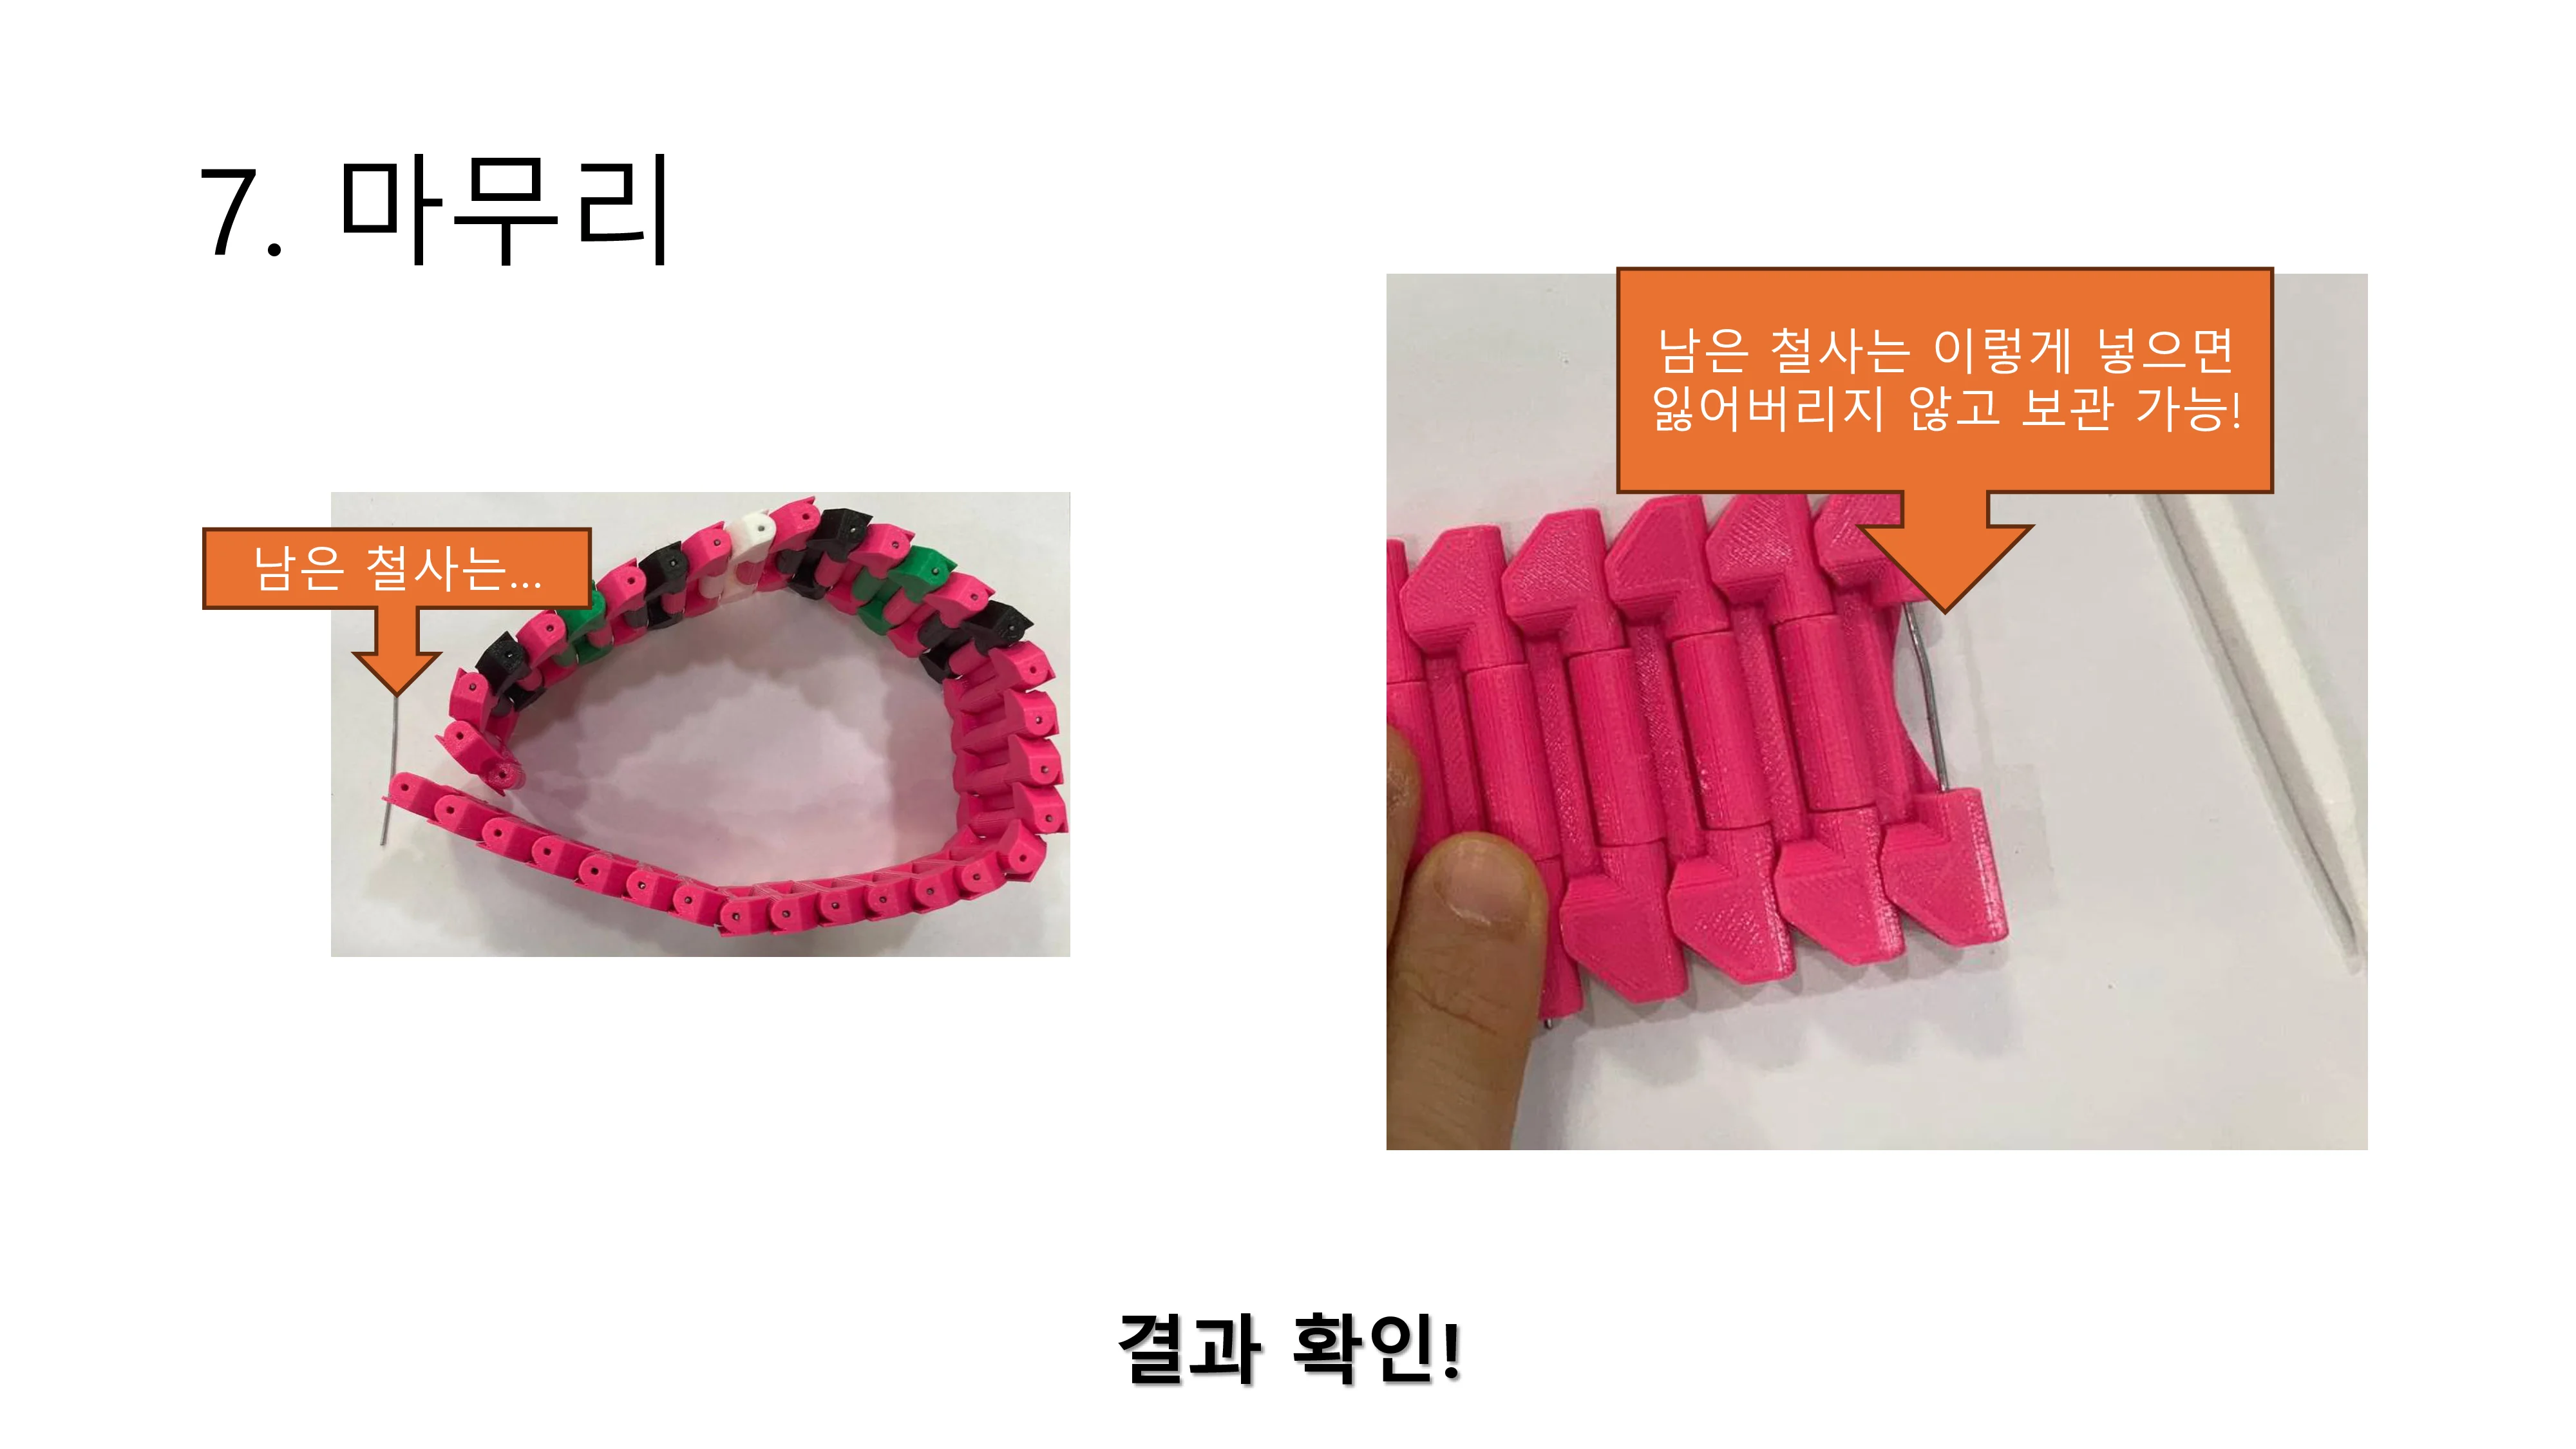 7. 마무리
남은 철사는...
남은 철사는 이렇게 넣으면
잃어버리지 않고 보관 가능!
결과 확인!